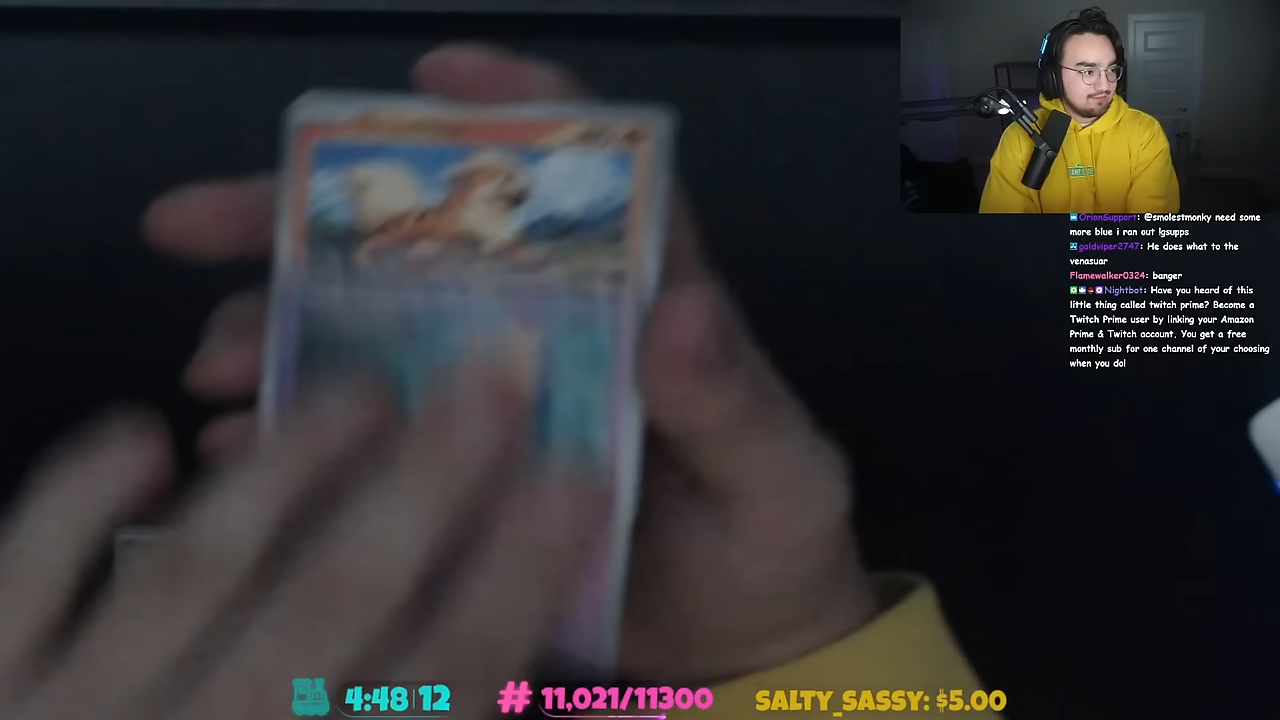 OrionSupport: @smolestmonky need some
more blue i ran out !gsupps
goldviper2747: He does what to the
venasuar
Flamewalker0324: banger
Nightbot: Have you heard of this
little thing called twitch prime? Become a
Twitch Prime user by linking your Amazon
Prime & Twitch account. You get a free
monthly sub for one channel of your choosing
when you do!
4:48 | 12
# 11,021/11300
SALTY_SASSY: $5.00